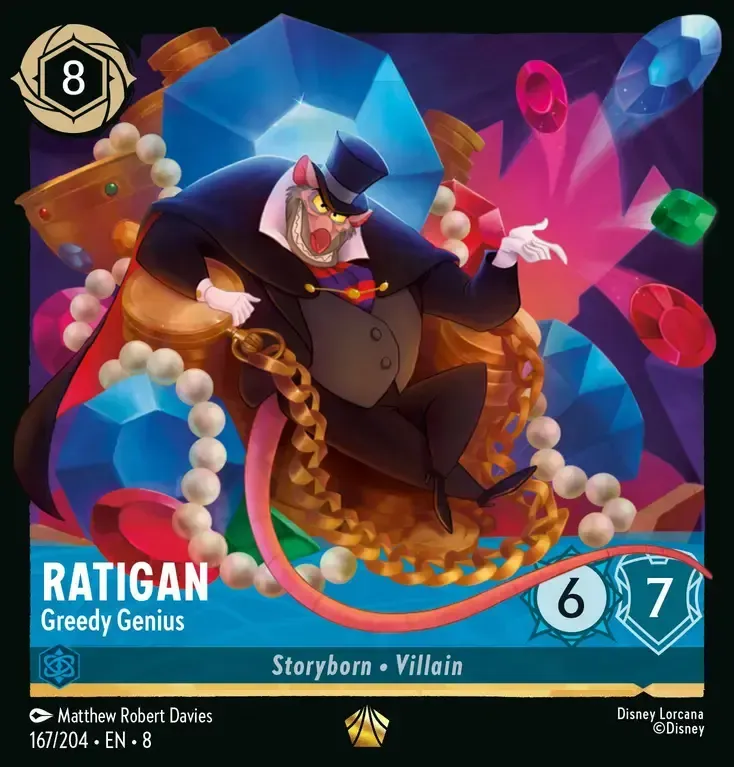 8
RATIGAN
Greedy Genius
6
7
Storyborn • Villain
Matthew Robert Davies
167/204 • EN • 8
Disney Lorcana
©Disney